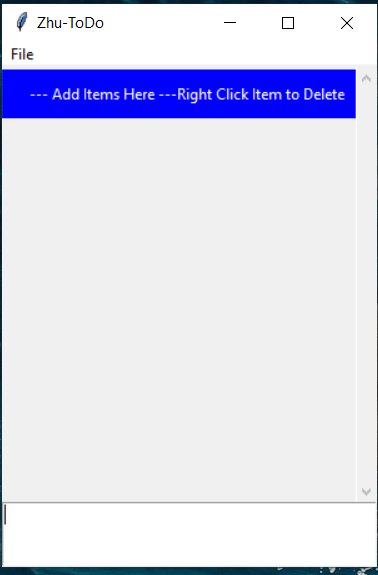 Zhu-ToDo
File
--- Add Items Here ---Right Click Item to Delete